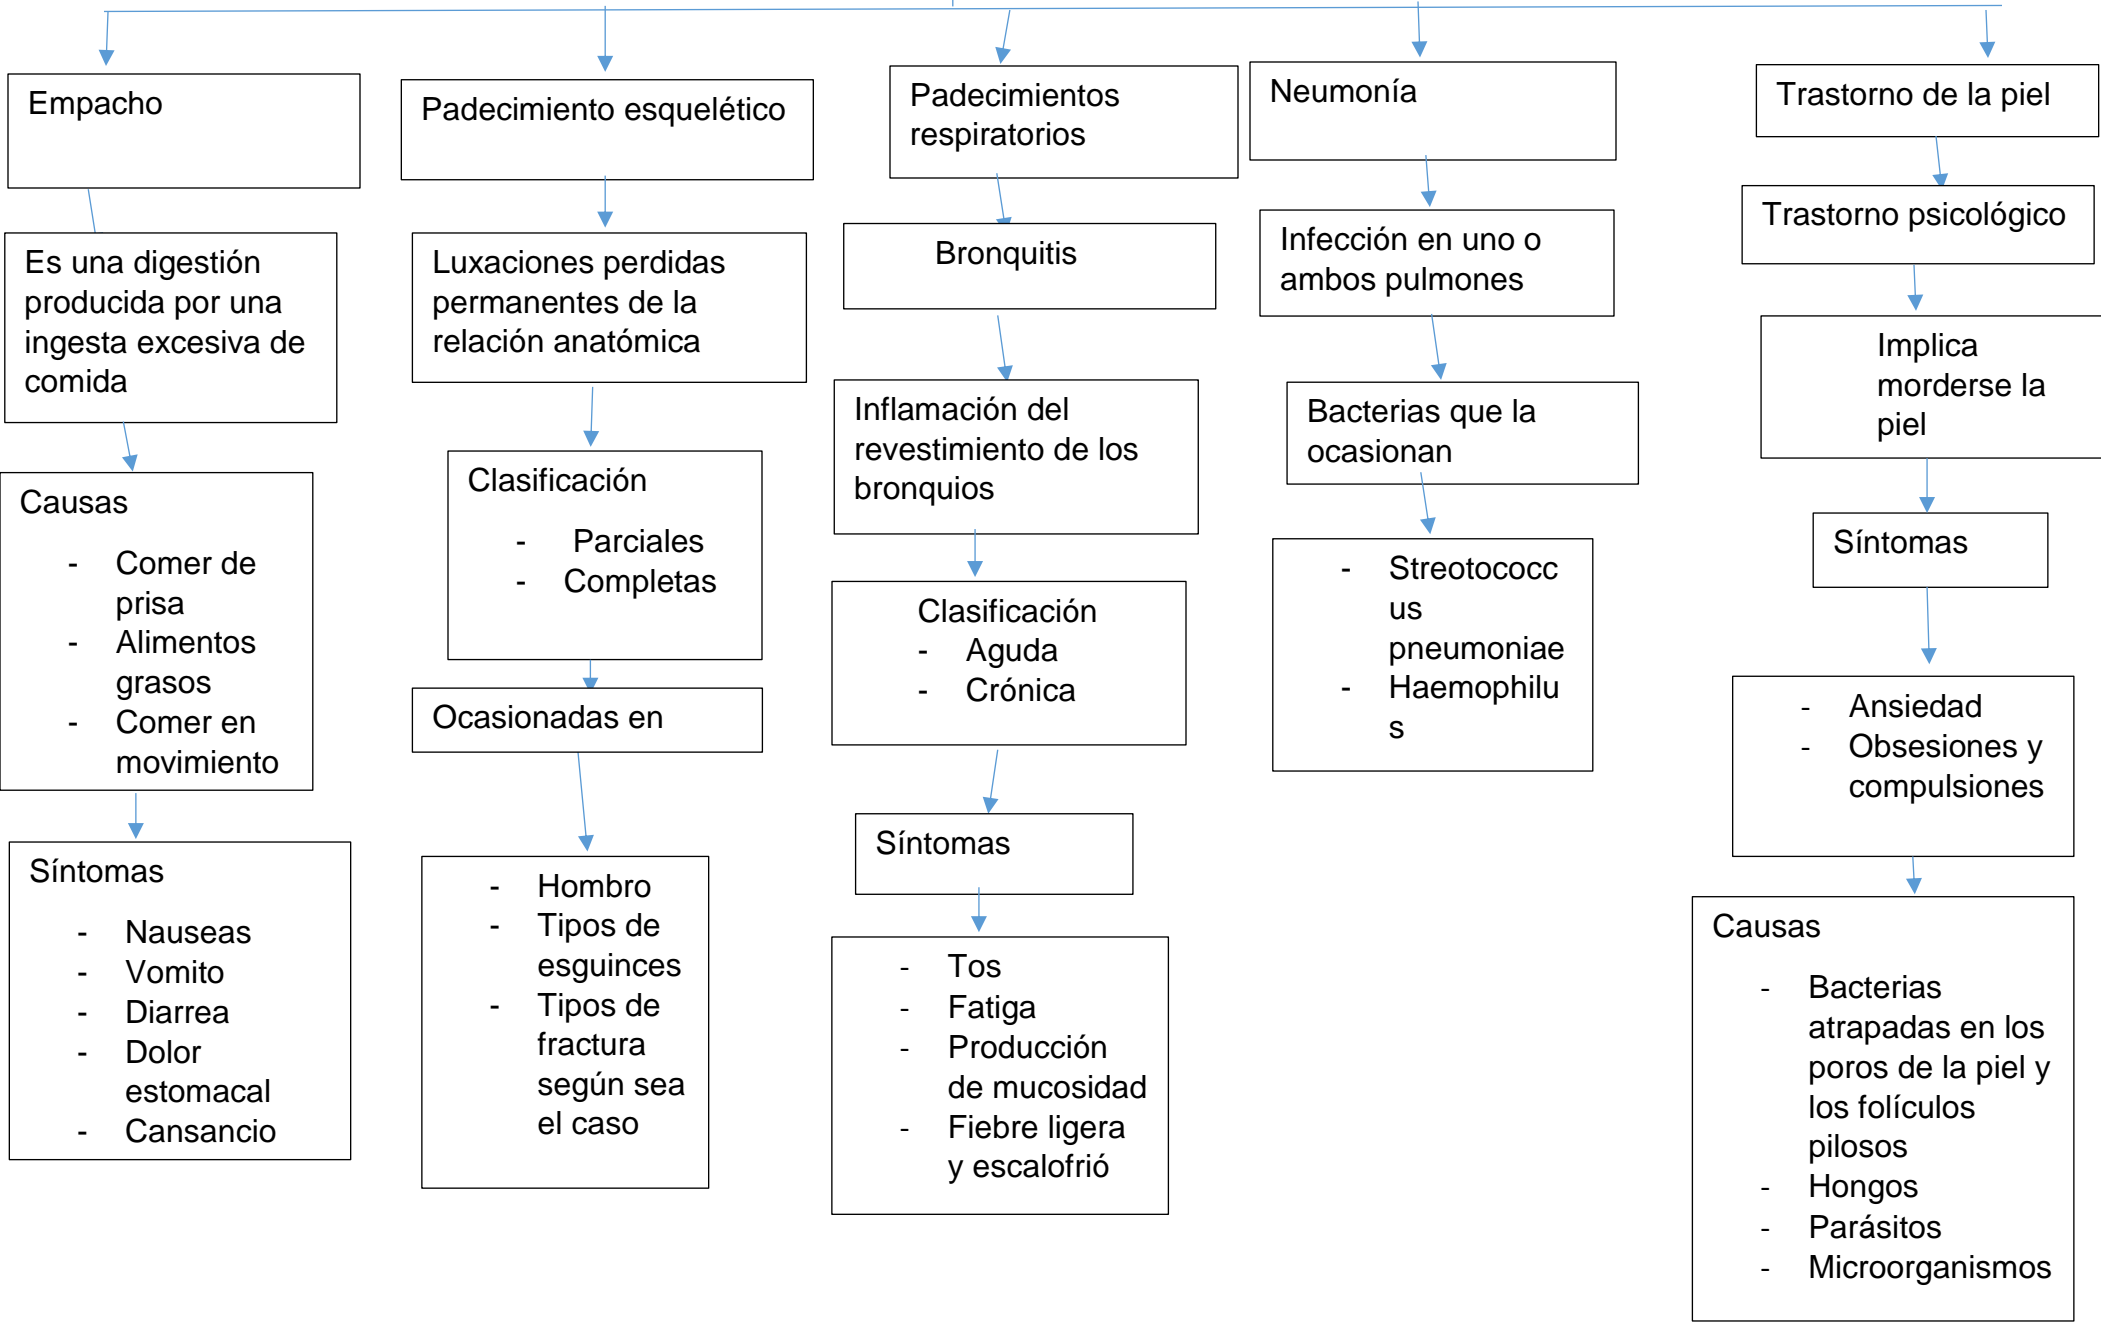 Empacho
Es una digestión
producida por una
ingesta excesiva de
comida
Causas
- Comer de
prisa
- Alimentos
grasos
- Comer en
movimiento
Síntomas
- Nauseas
- Vomito
- Diarrea
- Dolor
estomacal
- Cansancio
Padecimiento esquelético
Luxaciones perdidas
permanentes de la
relación anatómica
Clasificación
- Parciales
- Completas
Ocasionadas en
- Hombro
- Tipos de
esguinces
- Tipos de
fractura
según sea
el caso
Padecimientos
respiratorios
Bronquitis
Inflamación del
revestimiento de los
bronquios
Clasificación
- Aguda
- Crónica
Síntomas
- Tos
- Fatiga
- Producción
de mucosidad
- Fiebre ligera
y escalofrió
Neumonía
Infección en uno o
ambos pulmones
Bacterias que la
ocasionan
- Streotococc
us
pneumoniae
- Haemophilu
s
Trastorno de la piel
Trastorno psicológico
Implica
morderse la
piel
Síntomas
- Ansiedad
- Obsesiones y
compulsiones
Causas
- Bacterias
atrapadas en los
poros de la piel y
los folículos
pilosos
- Hongos
- Parásitos
- Microorganismos